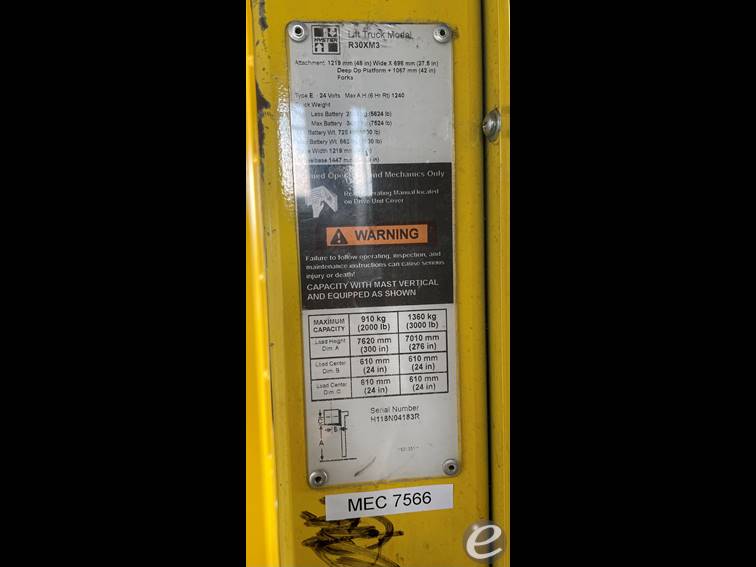 HYSTER
Lift Truck Model
R30XM3
Attachment: 1219 mm (48 in) Wide X 696 mm (27.5 in)
Deep Op Platform + 1067 mm (42 in)
Forks
Type E 24 Volts Max A.H.(6 Hr Rt) 1240
Truck Weight
Less Battery (5624 lb)
Max Battery (7524 lb)
Battery Wt.
Battery Wt.
Width 1219 mm
1447 mm
and Mechanics Only
Operating Manual located
on Drive Unit Cover
WARNING
Failure to follow operating, inspection, and
maintenance instructions can cause serious
injury or death!
CAPACITY WITH MAST VERTICAL
AND EQUIPPED AS SHOWN
MAXIMUM CAPACITY 910 kg (2000 lb) 1360 kg (3000 lb)
Load Height Dim. A 7620 mm (300 in) 7010 mm (276 in)
Load Center Dim. B 610 mm (24 in) 610 mm (24 in)
Load Center Dim. C 610 mm (24 in) 610 mm (24 in)
Serial Number
H118N04183R
C
B
A
MEC 7566
e